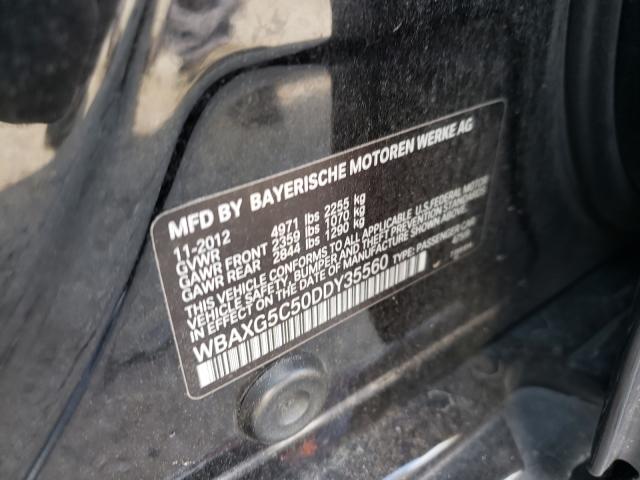 MFD BY BAYERISCHE MOTOREN WERKE AG
11-2012
GVWR 4971 lbs 2255 kg
GAWR FRONT 2359 lbs 1070 kg
GAWR REAR 2844 lbs 1290 kg
THIS VEHICLE CONFORMS TO ALL APPLICABLE U.S. FEDERAL MOTOR
VEHICLE SAFETY, BUMPER AND THEFT PREVENTION STANDARDS
IN EFFECT ON THE DATE OF MANUFACTURE SHOWN ABOVE.
WBAXG5C50DDY35560 TYPE: PASSENGER CAR